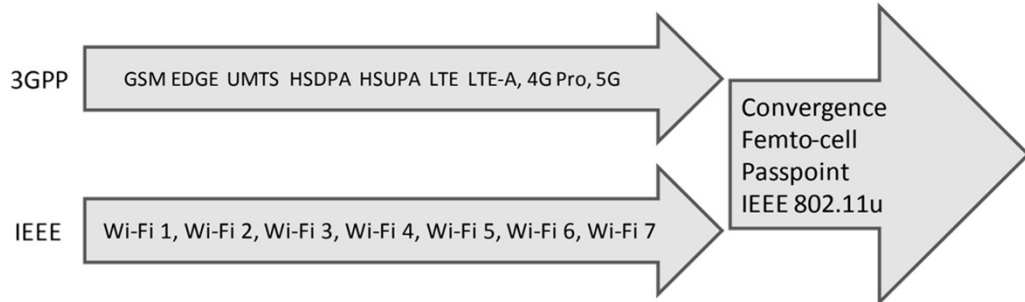 3GPP
GSM EDGE UMTS HSDPA HSUPA LTE LTE-A, 4G Pro, 5G
Convergence
Femto-cell
Passpoint
IEEE 802.11u
IEEE
Wi-Fi 1, Wi-Fi 2, Wi-Fi 3, Wi-Fi 4, Wi-Fi 5, Wi-Fi 6, Wi-Fi 7